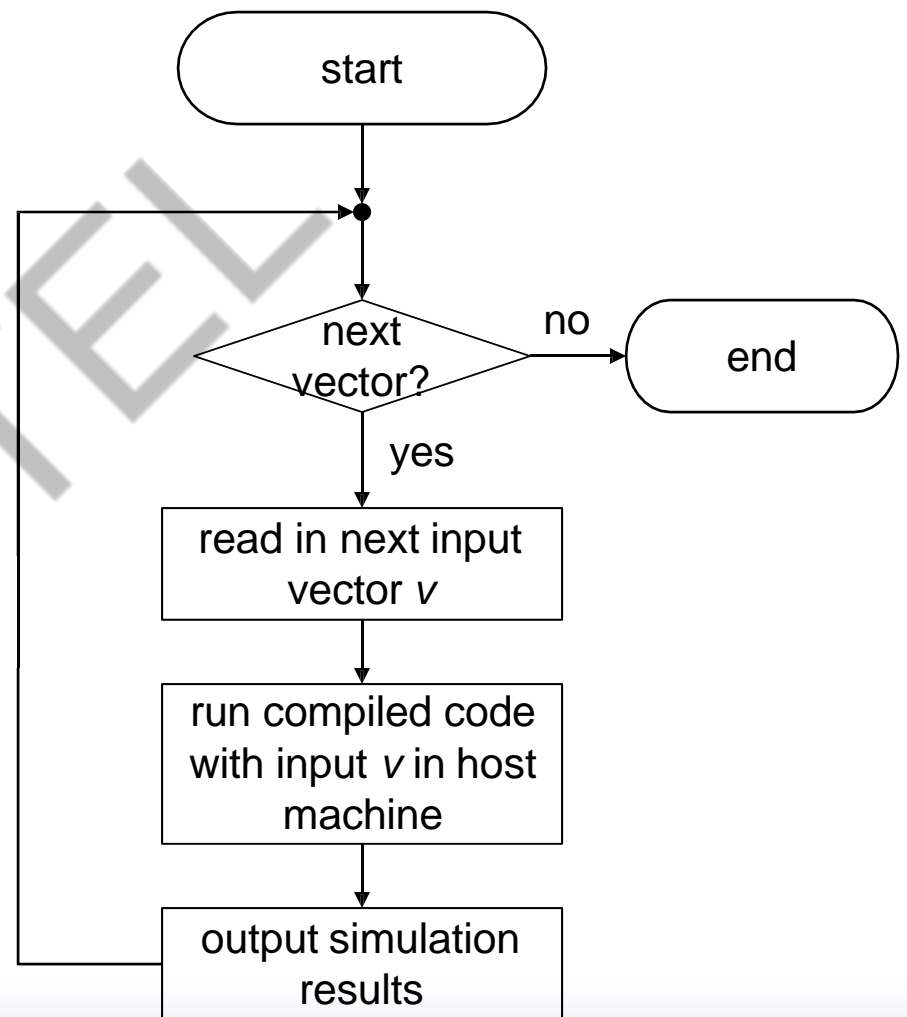 start
next
vector?
no
end
yes
read in next input
vector v
run compiled code
with input v in host
machine
output simulation
results